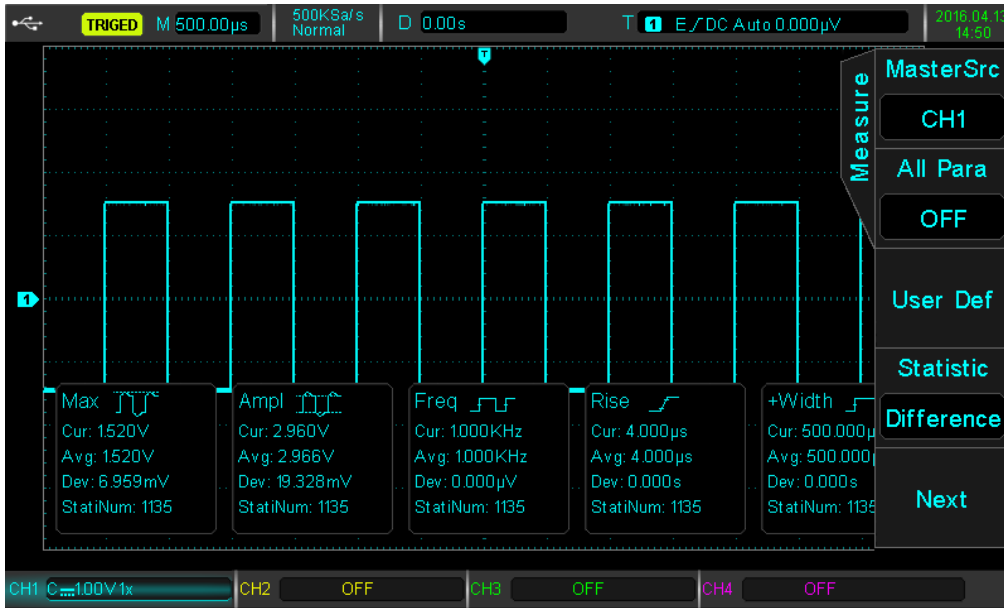 TRIGED M 500.00μs 500KSa/s Normal D 0.00s T 1 E DC Auto 0.000μV 2016.04.13 14:50
T
Measure
MasterSrc
CH1
All Para
OFF
1
User Def
Statistic
Difference
Next
Max
Cur: 1.520V
Avg: 1.520V
Dev: 6.959mV
StatiNum: 1135
Ampl
Cur: 2.960V
Avg: 2.966V
Dev: 19.328mV
StatiNum: 1135
Freq
Cur: 1.000KHz
Avg: 1.000KHz
Dev: 0.000μV
StatiNum: 1135
Rise
Cur: 4.000μs
Avg: 4.000μs
Dev: 0.000s
StatiNum: 1135
+Width
Cur: 500.000μ
Avg: 500.000
Dev: 0.000s
StatiNum: 1135
CH1 C 1.00V 1x CH2 OFF CH3 OFF CH4 OFF